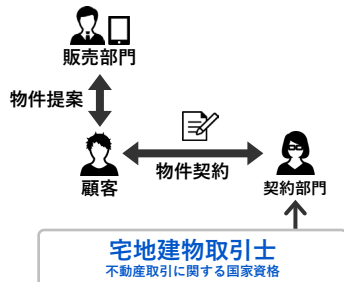 販売部門
物件提案
顧客
物件契約
契約部門
宅地建物取引士
不動産取引に関する国家資格